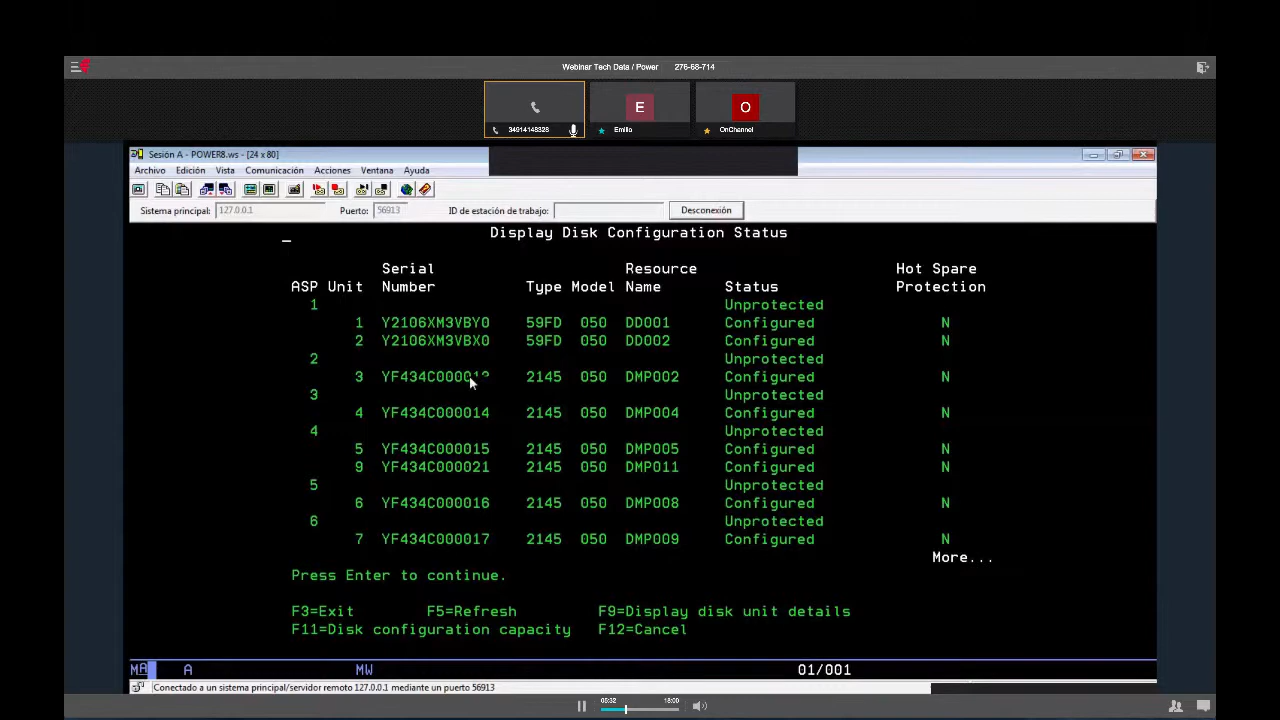 Webinar Tech Data / Power 276-68-714
34914148328
E
Emilio
O
OnChannel
Sesión A - POWER8.ws - [24 x 80]
Archivo Edición Vista Comunicación Acciones Ventana Ayuda
Sistema principal: 127.0.0.1 Puerto: 56913 ID de estación de trabajo: Desconexión
Display Disk Configuration Status
Serial Resource Hot Spare
ASP Unit Number Type Model Name Status Protection
1 Unprotected
1 Y2106XM3VBY0 59FD 050 DD001 Configured N
2 Y2106XM3VBX0 59FD 050 DD002 Configured N
2 Unprotected
3 2145 050 DMP002 Configured N
3 Unprotected
4 YF434C000014 2145 050 DMP004 Configured N
4 Unprotected
5 YF434C000015 2145 050 DMP005 Configured N
9 YF434C000021 2145 050 DMP011 Configured N
5 Unprotected
6 YF434C000016 2145 050 DMP008 Configured N
6 Unprotected
7 YF434C000017 2145 050 DMP009 Configured N
More...
Press Enter to continue.
F3=Exit F5=Refresh F9=Display disk unit details
F11=Disk configuration capacity F12=Cancel
MA A MW 01/001
Conectado a un sistema principal/servidor remoto 127.0.0.1 mediante un puerto 56913
05:32 18:00